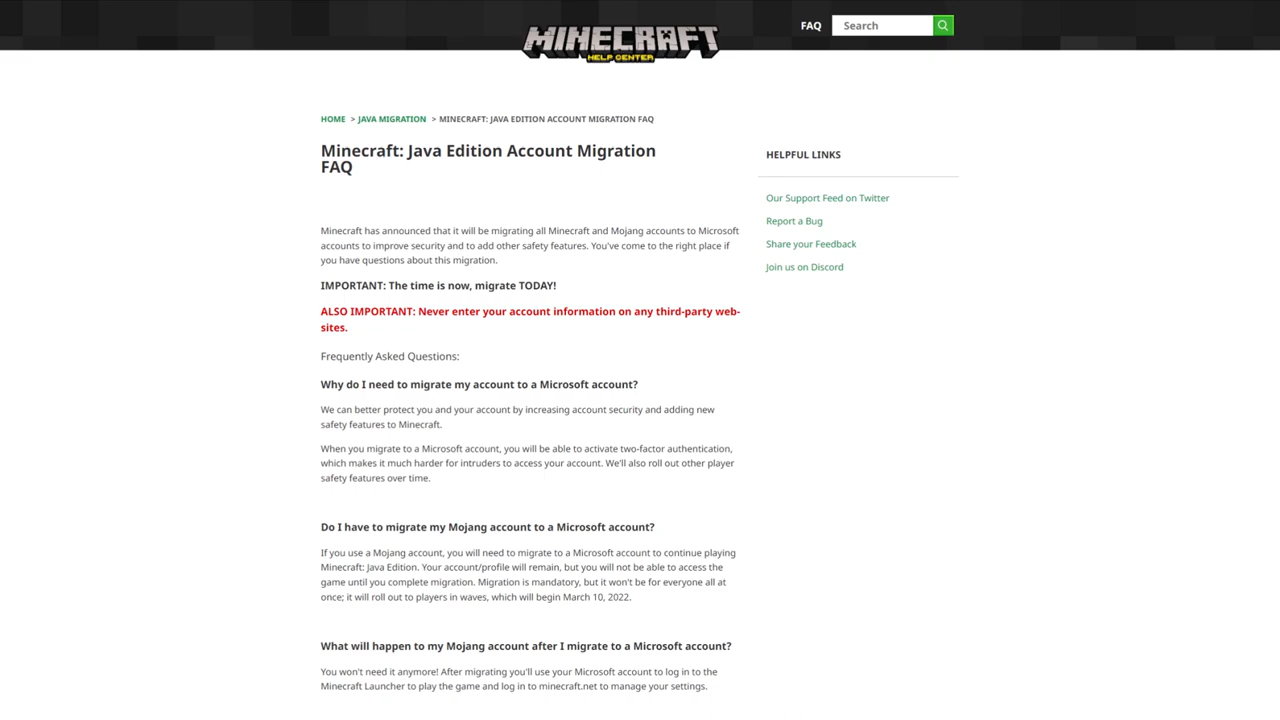 FAQ
Search
MINECRAFT
HELP CENTER
HOME > JAVA MIGRATION > MINECRAFT: JAVA EDITION ACCOUNT MIGRATION FAQ
Minecraft: Java Edition Account Migration
FAQ
Minecraft has announced that it will be migrating all Minecraft and Mojang accounts to Microsoft
accounts to improve security and to add other safety features. You've come to the right place if
you have questions about this migration.
IMPORTANT: The time is now, migrate TODAY!
ALSO IMPORTANT: Never enter your account information on any third-party web-
sites.
Frequently Asked Questions:
Why do I need to migrate my account to a Microsoft account?
We can better protect you and your account by increasing account security and adding new
safety features to Minecraft.
When you migrate to a Microsoft account, you will be able to activate two-factor authentication,
which makes it much harder for intruders to access your account. We'll also roll out other player
safety features over time.
Do I have to migrate my Mojang account to a Microsoft account?
If you use a Mojang account, you will need to migrate to a Microsoft account to continue playing
Minecraft: Java Edition. Your account/profile will remain, but you will not be able to access the
game until you complete migration. Migration is mandatory, but it won't be for everyone all at
once; it will roll out to players in waves, which will begin March 10, 2022.
What will happen to my Mojang account after I migrate to a Microsoft account?
You won't need it anymore! After migrating you'll use your Microsoft account to log in to the
Minecraft Launcher to play the game and log in to minecraft.net to manage your settings.
HELPFUL LINKS
Our Support Feed on Twitter
Report a Bug
Share your Feedback
Join us on Discord